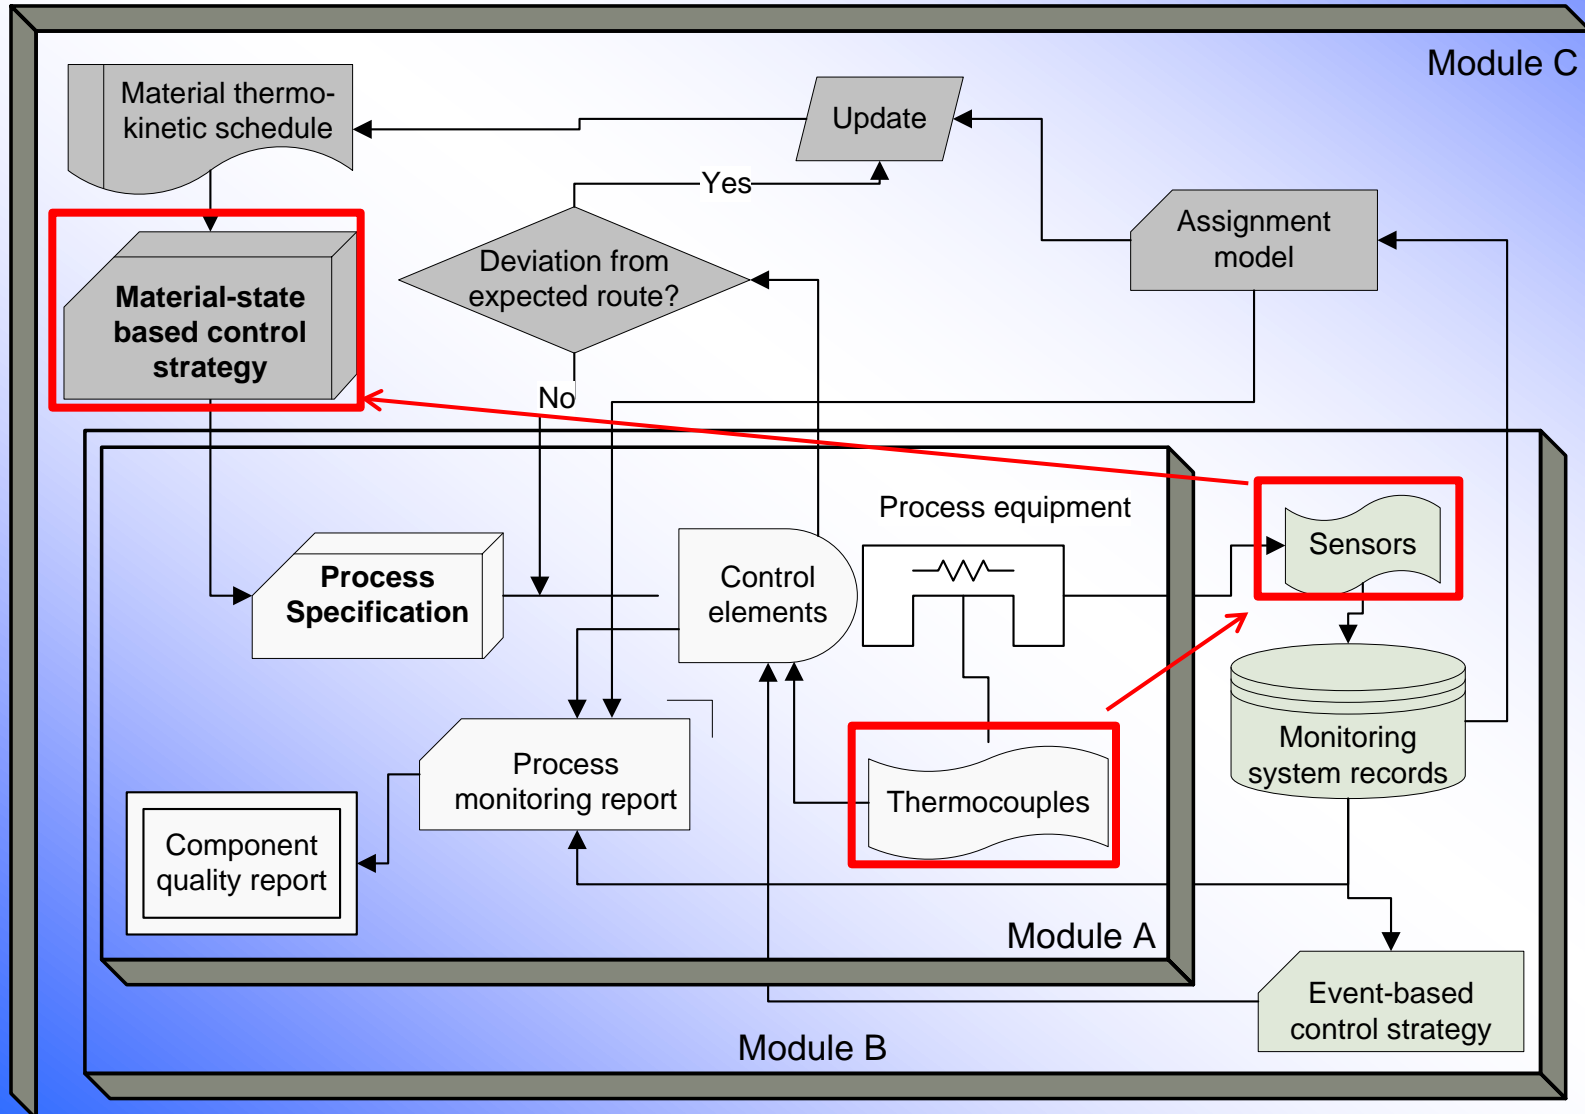 Module C
Material thermo-
kinetic schedule
Update
Yes
Assignment
model
Deviation from
expected route?
Material-state
based control
strategy
No
Process equipment
Sensors
Process
Specification
Control
elements
Monitoring
system records
Process
monitoring report
Thermocouples
Component
quality report
Module A
Event-based
control strategy
Module B